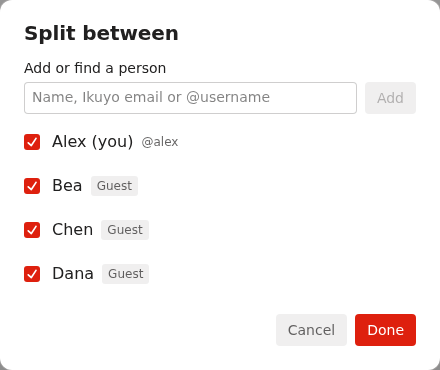 Split between
Add or find a person
Name, Ikuyo email or @username
Add
Alex (you) @alex
Bea Guest
Chen Guest
Dana Guest
Cancel Done